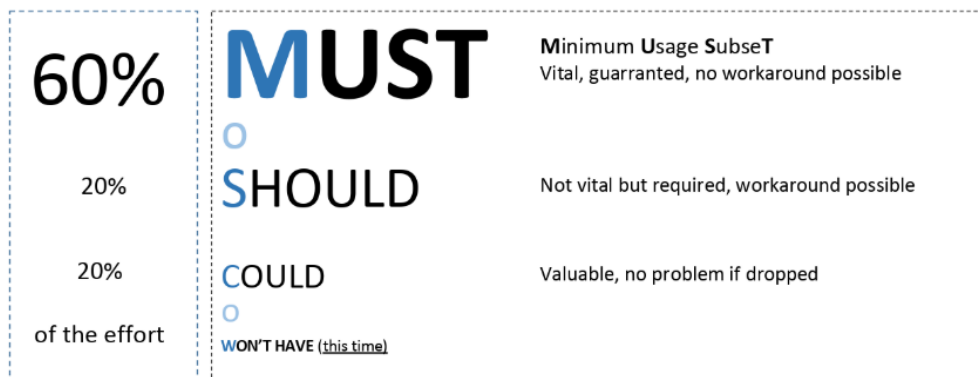 60%
MUST
Minimum Usage SubseT
Vital, guarranted, no workaround possible
O
20%
SHOULD
Not vital but required, workaround possible
20%
COULD
Valuable, no problem if dropped
O
of the effort
WON'T HAVE (this time)